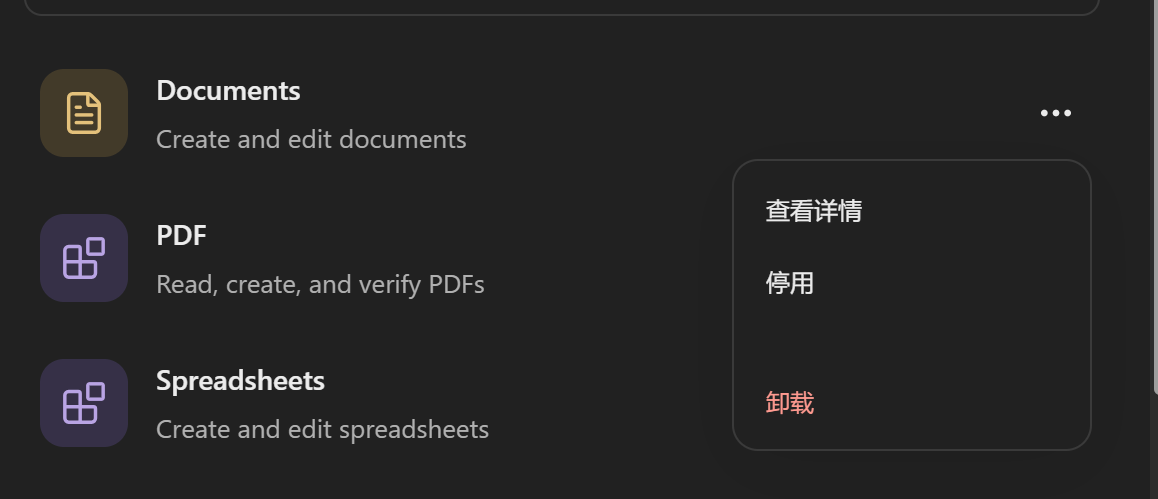 Documents
Create and edit documents
查看详情
PDF
Read, create, and verify PDFs
停用
Spreadsheets
Create and edit spreadsheets
卸载